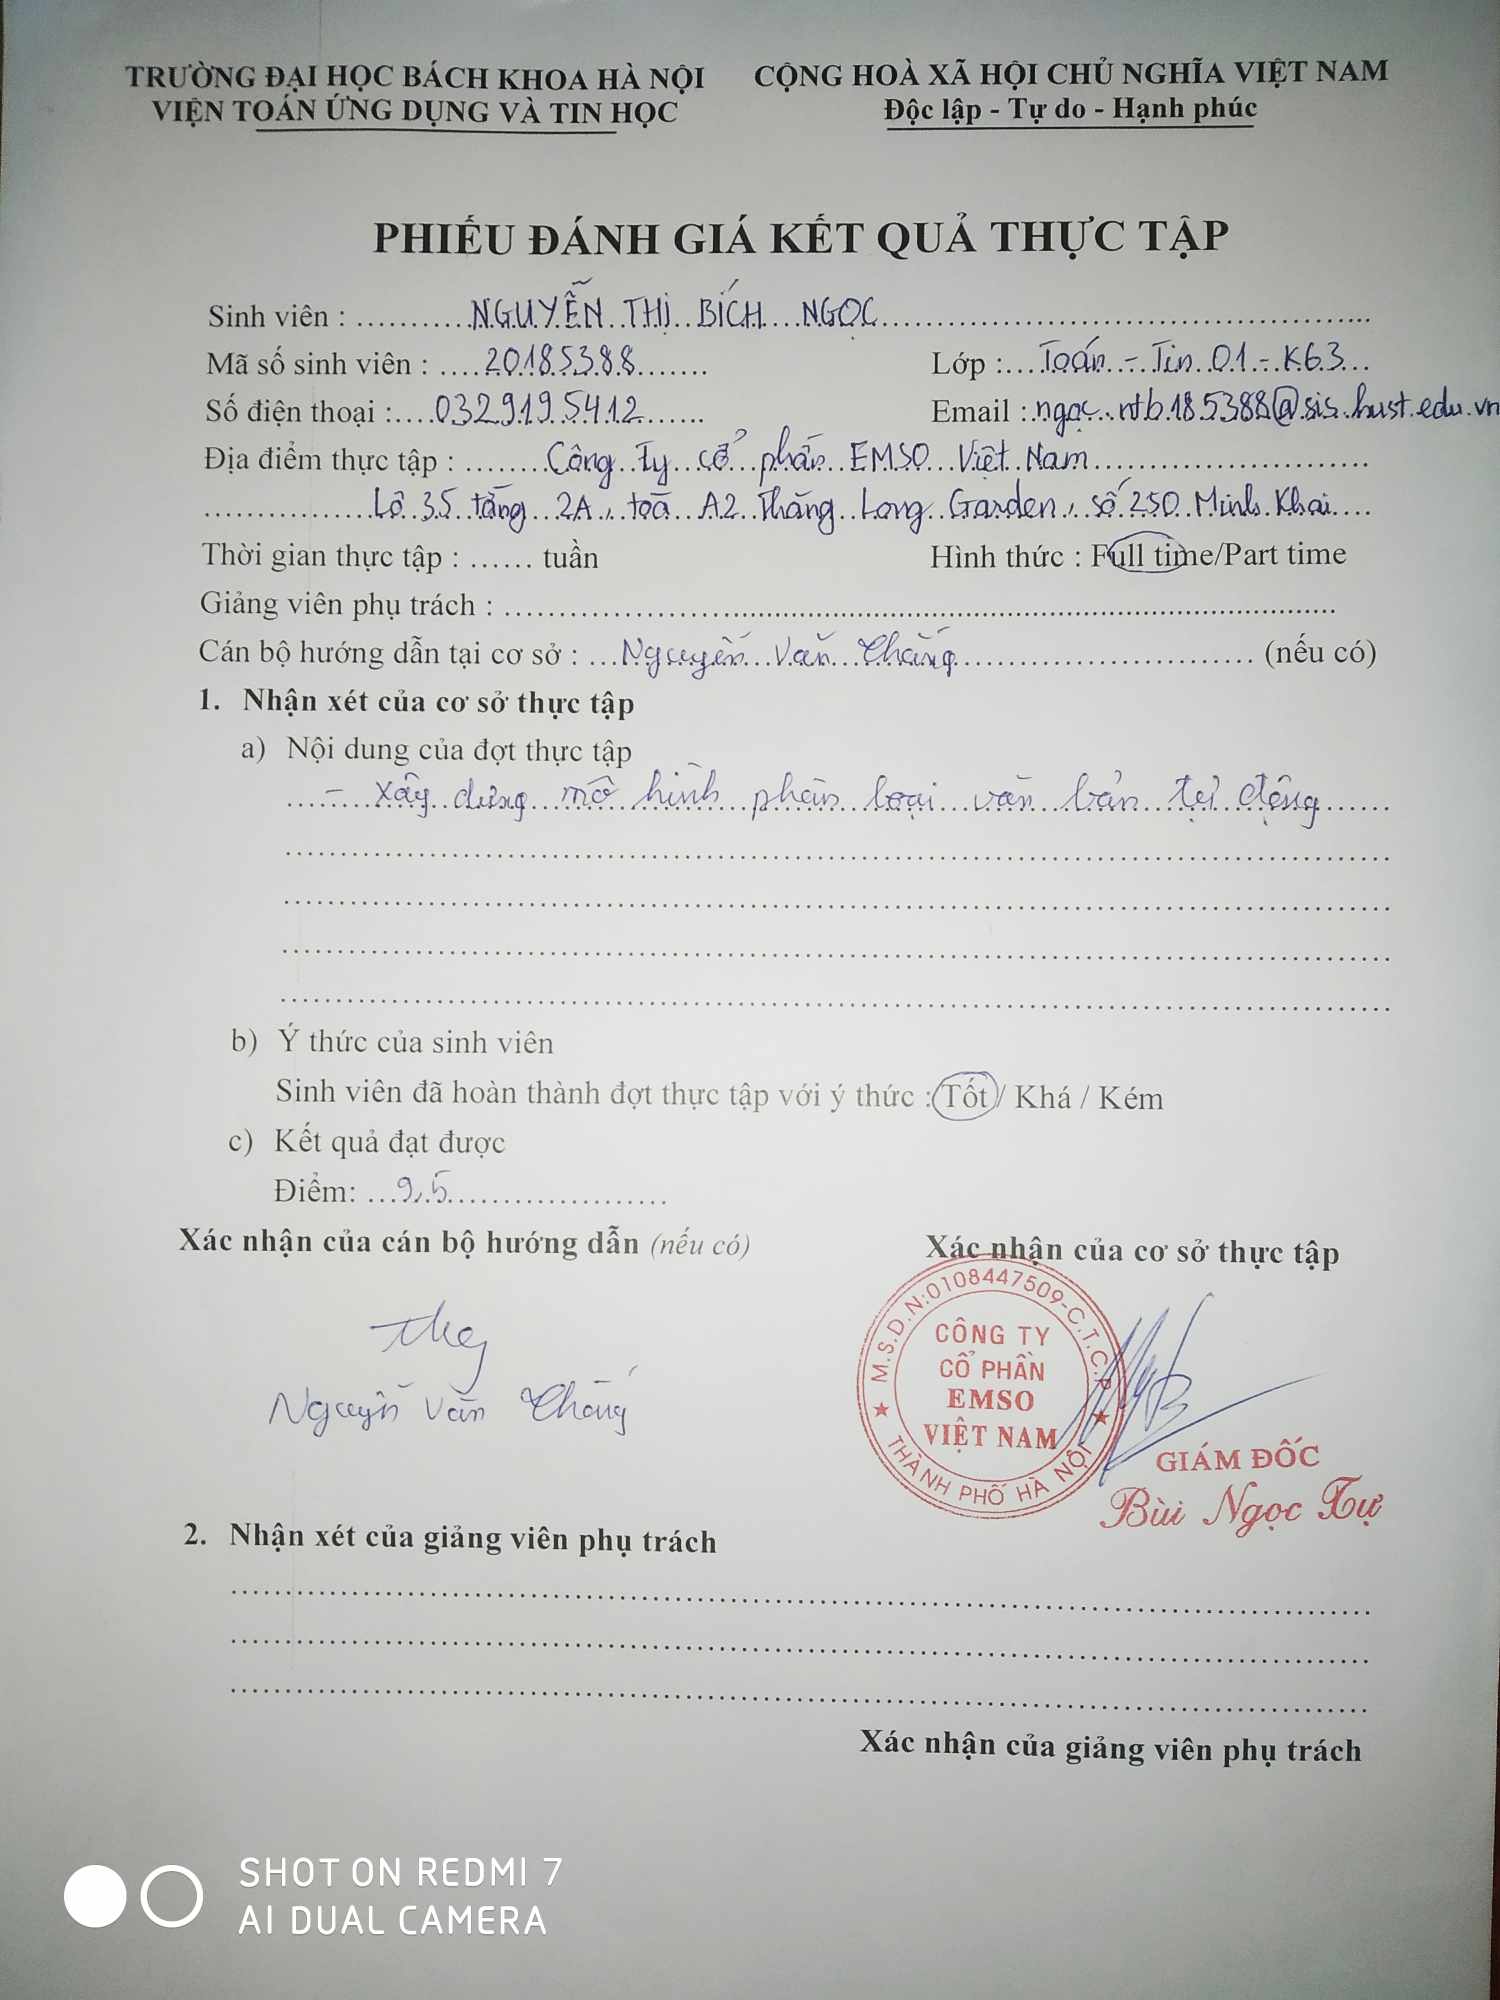 TRƯỜNG ĐẠI HỌC BÁCH KHOA HÀ NỘI
VIỆN TOÁN ỨNG DỤNG VÀ TIN HỌC
CỘNG HOÀ XÃ HỘI CHỦ NGHĨA VIỆT NAM
Độc lập - Tự do - Hạnh phúc
PHIẾU ĐÁNH GIÁ KẾT QUẢ THỰC TẬP
Sinh viên : NGUYỄN THỊ BÍCH NGỌC
Mã số sinh viên : 20185388 Lớp : Toán - Tin 01 - K63
Số điện thoại : 0329195412 Email : ngoc.ntb185388@sis.hust.edu.vn
Địa điểm thực tập : Công ty cổ phần EMSO Việt Nam
Lô 35 tầng 2A, toà A2 Thăng Long Garden, số 250 Minh Khai
Thời gian thực tập : ...... tuần Hình thức : Full time/Part time
Giảng viên phụ trách :
Cán bộ hướng dẫn tại cơ sở : Nguyễn Văn Thắng (nếu có)
1. Nhận xét của cơ sở thực tập
a) Nội dung của đợt thực tập
- Xây dựng mô hình phân loại văn bản tự động
b) Ý thức của sinh viên
Sinh viên đã hoàn thành đợt thực tập với ý thức : Tốt / Khá / Kém
c) Kết quả đạt được
Điểm: 9,5
Xác nhận của cán bộ hướng dẫn (nếu có) Xác nhận của cơ sở thực tập
Nguyễn Văn Thắng
M.S.D.N:0108447509-C.T.C.P
CÔNG TY
CỔ PHẦN
EMSO
VIỆT NAM
THÀNH PHỐ HÀ NỘI
GIÁM ĐỐC
Bùi Ngọc Tự
2. Nhận xét của giảng viên phụ trách
Xác nhận của giảng viên phụ trách
SHOT ON REDMI 7
AI DUAL CAMERA